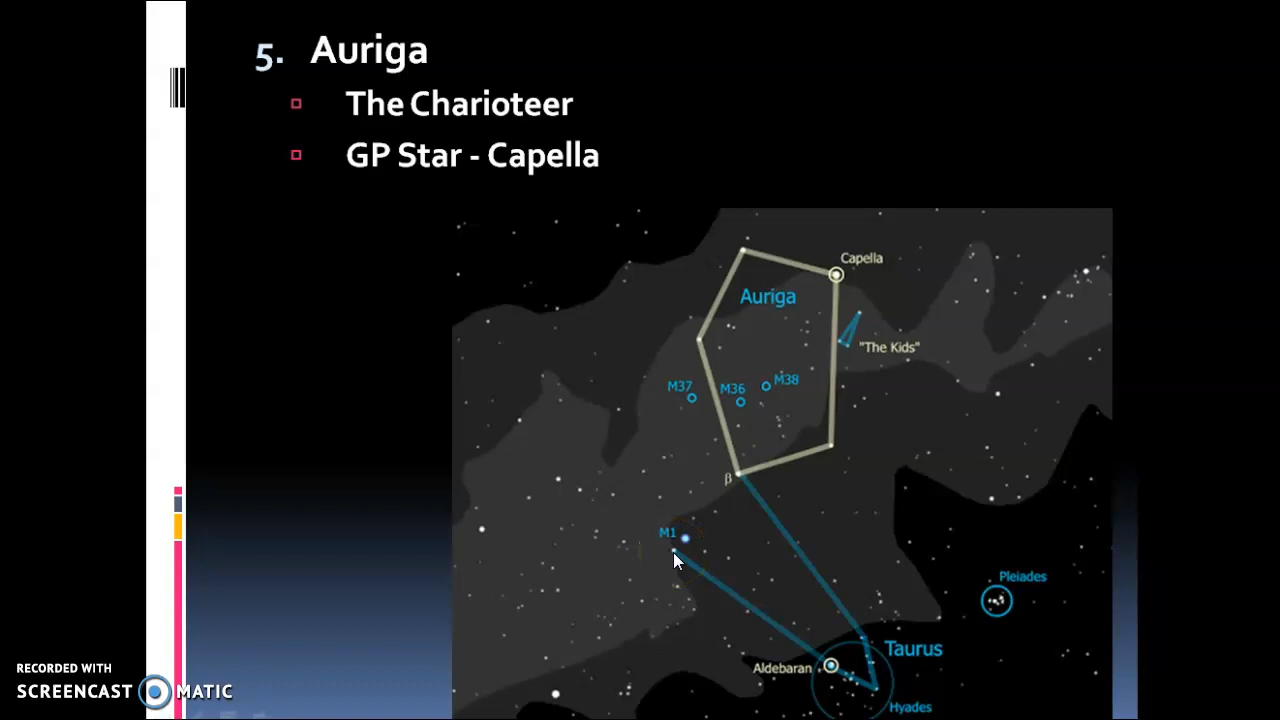 5. Auriga
The Charioteer
GP Star - Capella
Capella
Auriga
"The Kids"
M37
M36
M38
β
M1
Pleiades
Taurus
Aldebaran
Hyades
RECORDED WITH
SCREENCAST MATIC